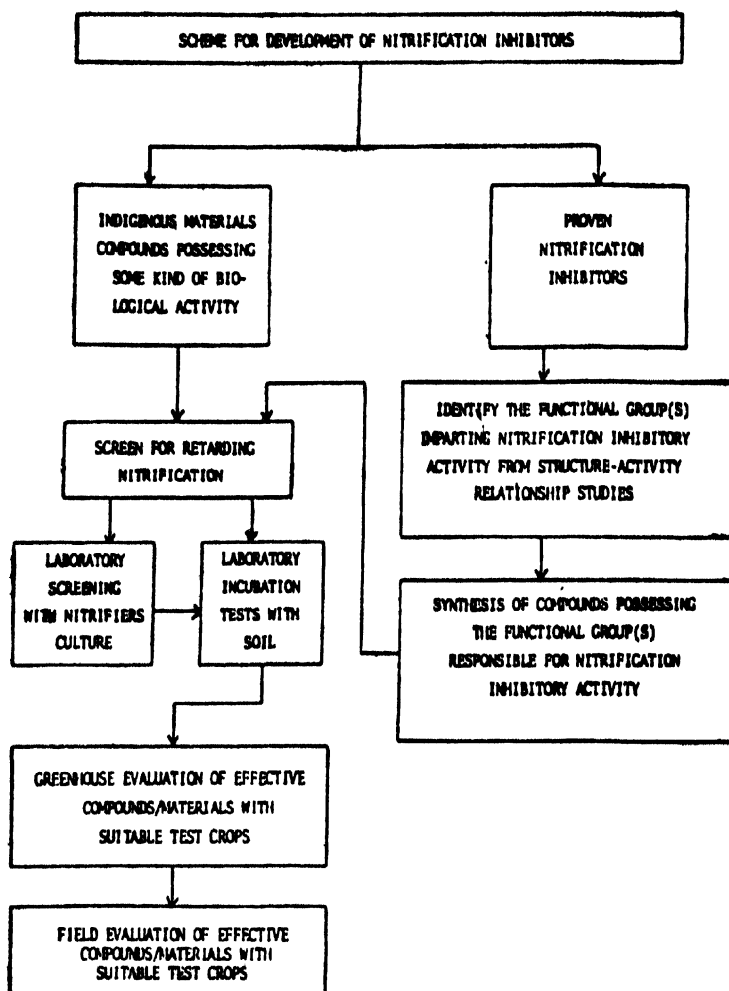 SCHEME FOR DEVELOPMENT OF NITRIFICATION INHIBITORS
INDIGENOUS MATERIALS
COMPOUNDS POSSESSING
SOME KIND OF BIO-
LOGICAL ACTIVITY
PROVEN
NITRIFICATION
INHIBITORS
SCREEN FOR RETARDING
NITRIFICATION
IDENTIFY THE FUNCTIONAL GROUP(S)
IMPARTING NITRIFICATION INHIBITORY
ACTIVITY FROM STRUCTURE-ACTIVITY
RELATIONSHIP STUDIES
LABORATORY
SCREENING
WITH NITRIFIERS
CULTURE
LABORATORY
INCUBATION
TESTS WITH
SOIL
SYNTHESIS OF COMPOUNDS POSSESSING
THE FUNCTIONAL GROUP(S)
RESPONSIBLE FOR NITRIFICATION
INHIBITORY ACTIVITY
GREENHOUSE EVALUATION OF EFFECTIVE
COMPOUNDS/MATERIALS WITH
SUITABLE TEST CROPS
FIELD EVALUATION OF EFFECTIVE
COMPOUNDS/MATERIALS WITH
SUITABLE TEST CROPS